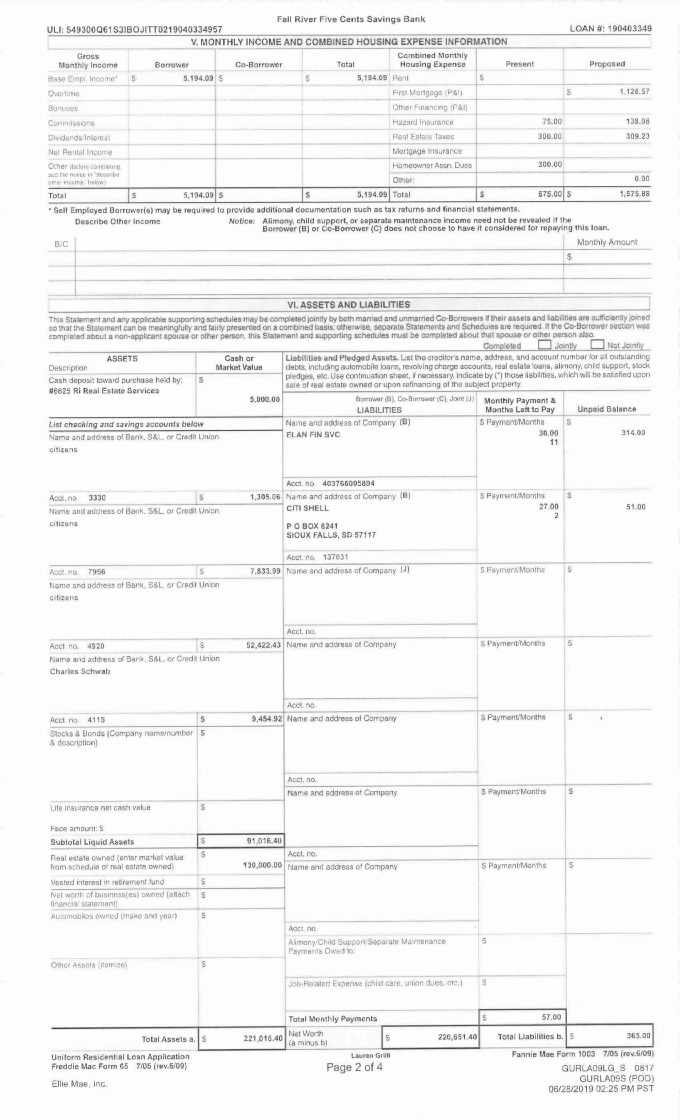 Fall River Five Cents Savings Bank
ULI: 549300Q61S3IBOJITT0219040334957 LOAN #: 190403349
V. MONTHLY INCOME AND COMBINED HOUSING EXPENSE INFORMATION
Gross Monthly Income Borrower Co-Borrower Total Combined Monthly Housing Expense Present Proposed
Base Empl. Income* $ 5,194.09 $ $ 5,194.09 Rent $
Overtime First Mortgage (P&I) $ 1,128.57
Bonuses Other Financing (P&I)
Commissions Hazard Insurance 75.00 138.08
Dividends/Interest Real Estate Taxes 300.00 309.23
Net Rental Income Mortgage Insurance
Other (before completing, see the notice in "describe other income," below) Homeowner Assn. Dues 300.00
Other: 0.00
Total $ 5,194.09 $ $ 5,194.09 Total $ 675.00 $ 1,575.88
* Self Employed Borrower(s) may be required to provide additional documentation such as tax returns and financial statements.
Describe Other Income Notice: Alimony, child support, or separate maintenance income need not be revealed if the
Borrower (B) or Co-Borrower (C) does not choose to have it considered for repaying this loan.
B/C Monthly Amount
$
VI. ASSETS AND LIABILITIES
This Statement and any applicable supporting schedules may be completed jointly by both married and unmarried Co-Borrowers if their assets and liabilities are sufficiently joined
so that the Statement can be meaningfully and fairly presented on a combined basis; otherwise, separate Statements and Schedules are required. If the Co-Borrower section was
completed about a non-applicant spouse or other person, this Statement and supporting schedules must be completed about that spouse or other person also.
Completed Jointly Not Jointly
ASSETS Cash or Market Value
Description
Liabilities and Pledged Assets. List the creditor's name, address, and account number for all outstanding
debts, including automobile loans, revolving charge accounts, real estate loans, alimony, child support, stock
pledges, etc. Use continuation sheet, if necessary. Indicate by (*) those liabilities, which will be satisfied upon
sale of real estate owned or upon refinancing of the subject property.
Cash deposit toward purchase held by: $
#6625 Ri Real Estate Services
5,000.00
Borrower (B), Co-Borrower (C), Joint (J)
LIABILITIES Monthly Payment & Months Left to Pay Unpaid Balance
List checking and savings accounts below
Name and address of Bank, S&L, or Credit Union
citizens
Name and address of Company (B) $ Payment/Months $
ELAN FIN SVC 30.00 314.00
11
Acct. no. 403766005894
Acct. no. 3330 $ 1,305.06
Name and address of Bank, S&L, or Credit Union
citizens
Name and address of Company (B) $ Payment/Months $
CITI SHELL 27.00 51.00
2
P O BOX 6241
SIOUX FALLS, SD 57117
Acct. no. 137031
Acct. no. 7956 $ 7,833.99
Name and address of Bank, S&L, or Credit Union
citizens
Name and address of Company (J) $ Payment/Months $
Acct. no.
Acct. no. 4920 $ 52,422.43
Name and address of Bank, S&L, or Credit Union
Charles Schwab
Name and address of Company $ Payment/Months $
Acct. no.
Acct. no. 4115 $ 9,454.92
Name and address of Company $ Payment/Months $
Stocks & Bonds (Company name/number & description) $
Acct. no.
Name and address of Company $ Payment/Months $
Life insurance net cash value $
Face amount: $
Subtotal Liquid Assets $ 91,016.40
Acct. no.
Real estate owned (enter market value from schedule of real estate owned) $ 130,000.00
Name and address of Company $ Payment/Months $
Vested interest in retirement fund $
Net worth of business(es) owned (attach financial statement) $
Automobiles owned (make and year) $
Acct. no.
Alimony/Child Support/Separate Maintenance Payments Owed to: $
Other Assets (itemize) $
Job-Related Expense (child care, union dues, etc.) $
Total Monthly Payments $ 57.00
Total Assets a. $ 221,016.40 Net Worth (a minus b) $ 220,651.40 Total Liabilities b. $ 365.00
Uniform Residential Loan Application Lauren Grilli Fannie Mae Form 1003 7/05 (rev.6/09)
Freddie Mac Form 65 7/05 (rev.6/09) Page 2 of 4 GURLA09LG_S 0817
Ellie Mae, Inc. GURLA09S (POD)
06/28/2019 02:25 PM PST